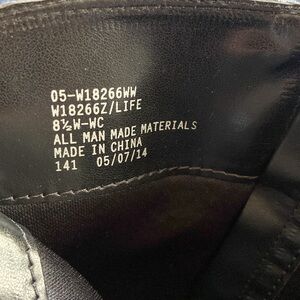 05-W18266WW
W18266Z/LIFE
8½W-WC
ALL MAN MADE MATERIALS
MADE IN CHINA
141 05/07/14